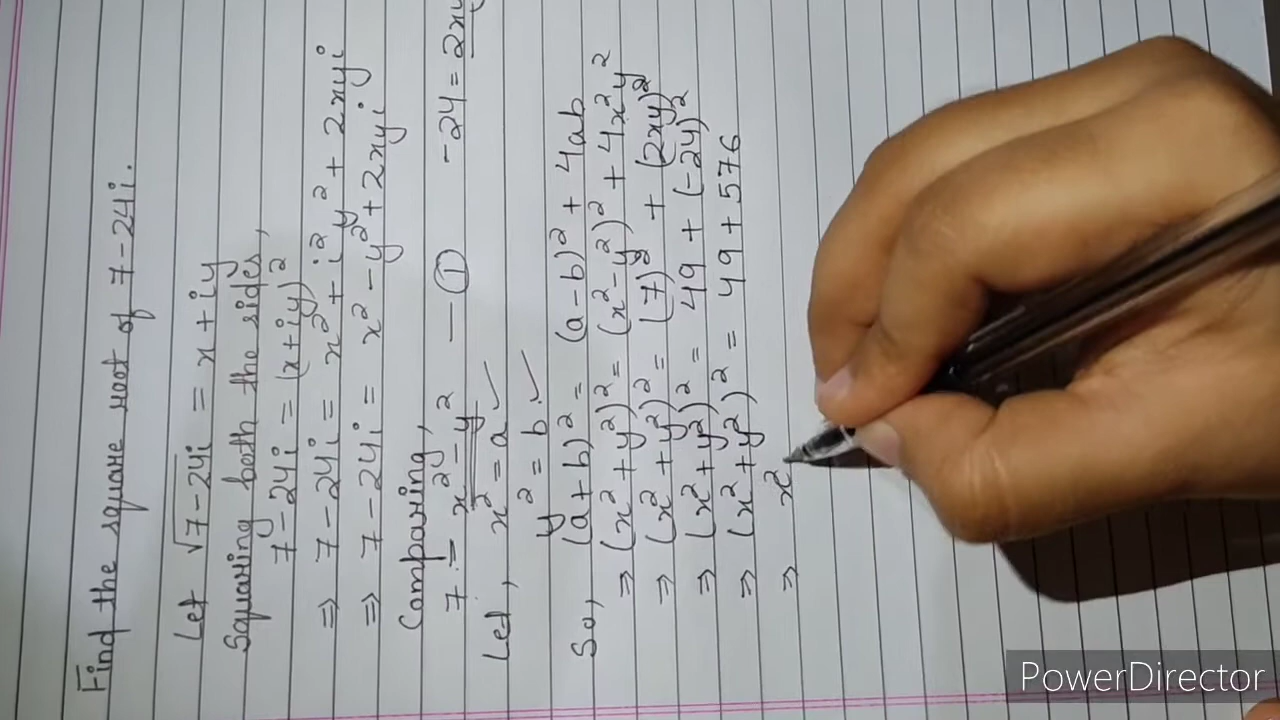 Find the square root of 7-24i.
Let √7-24i = x+iy
Squaring both the sides,
7-24i = (x+iy)²
⇒ 7-24i = x²+i²y²+2xyi
⇒ 7-24i = x²-y²+2xyi
Comparing,
7 = x²-y² — ① -24 = 2xy
Let, x² = a ✓
y² = b ✓
So, (a+b)² = (a-b)² + 4ab
⇒ (x²+y²)² = (x²-y²)² + 4x²y²
⇒ (x²+y²)² = (7)² + (2xy)²
⇒ (x²+y²)² = 49 + (-24)²
⇒ (x²+y²)² = 49 + 576
⇒ x²
PowerDirector